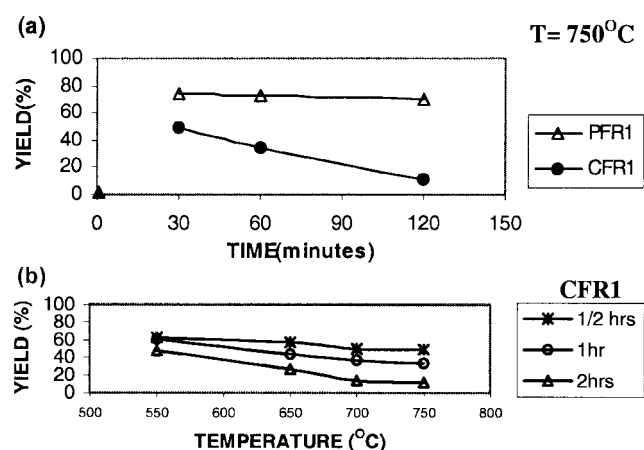 (a)
T= 750°C
YIELD(%)
100
80
60
40
20
0
0 30 60 90 120 150
TIME(minutes)
PFR1
CFR1
(b)
CFR1
YIELD (%)
100
80
60
40
20
0
500 550 600 650 700 750 800
TEMPERATURE (°C)
1/2 hrs
1hr
2hrs